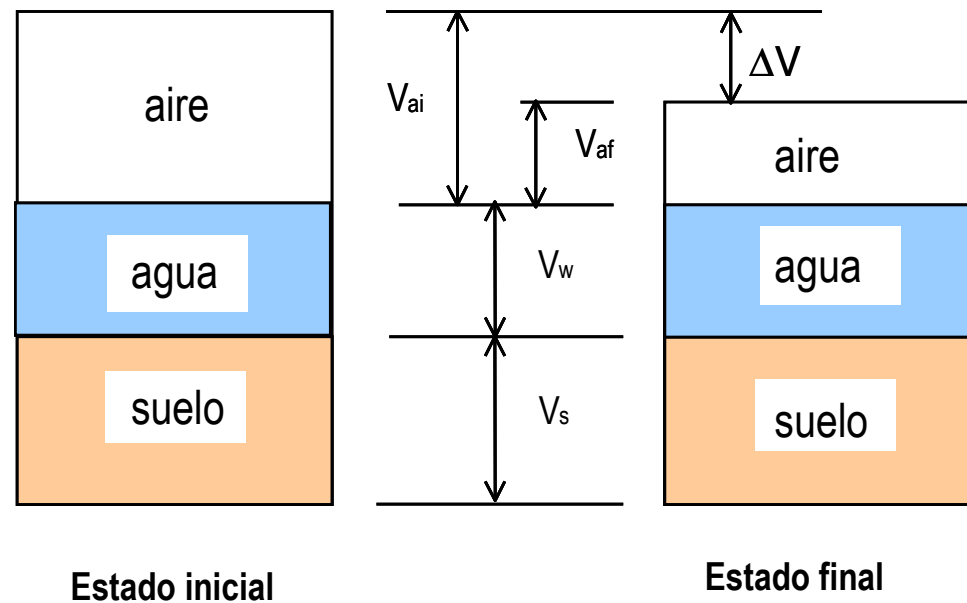 aire
agua
suelo
Estado inicial
Vai
Vaf
Vw
Vs
ΔV
aire
agua
suelo
Estado final